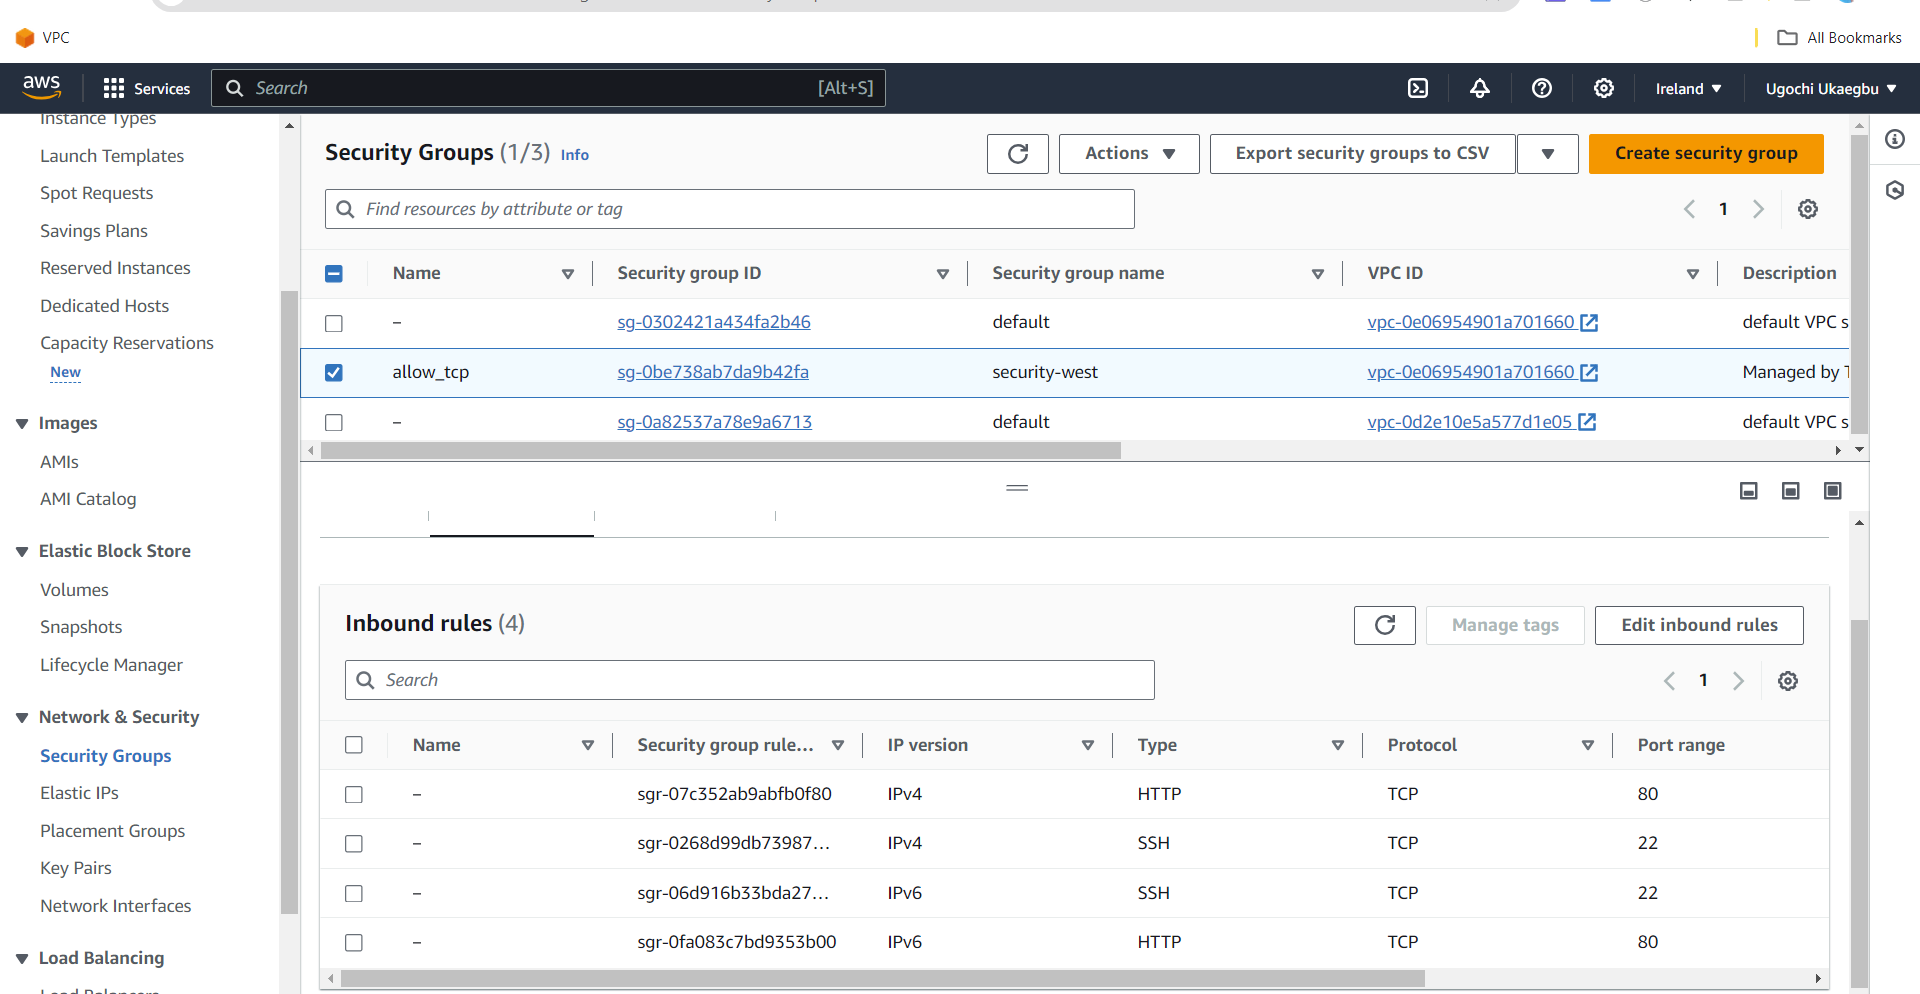 VPC
All Bookmarks
aws
Services
Search
[Alt+S]
Ireland
Ugochi Ukaegbu
Instance Types
Launch Templates
Spot Requests
Savings Plans
Reserved Instances
Dedicated Hosts
Capacity Reservations
New
Images
AMIs
AMI Catalog
Elastic Block Store
Volumes
Snapshots
Lifecycle Manager
Network & Security
Security Groups
Elastic IPs
Placement Groups
Key Pairs
Network Interfaces
Load Balancing
Security Groups (1/3) Info
Actions
Export security groups to CSV
Create security group
Find resources by attribute or tag
1
Name Security group ID Security group name VPC ID Description
– sg-0302421a434fa2b46 default vpc-0e06954901a701660 default VPC s
allow_tcp sg-0be738ab7da9b42fa security-west vpc-0e06954901a701660 Managed by T
– sg-0a82537a78e9a6713 default vpc-0d2e10e5a577d1e05 default VPC s
Inbound rules (4)
Manage tags
Edit inbound rules
Search
1
Name Security group rule... IP version Type Protocol Port range
– sgr-07c352ab9abfb0f80 IPv4 HTTP TCP 80
– sgr-0268d99db73987... IPv4 SSH TCP 22
– sgr-06d916b33bda27... IPv6 SSH TCP 22
– sgr-0fa083c7bd9353b00 IPv6 HTTP TCP 80